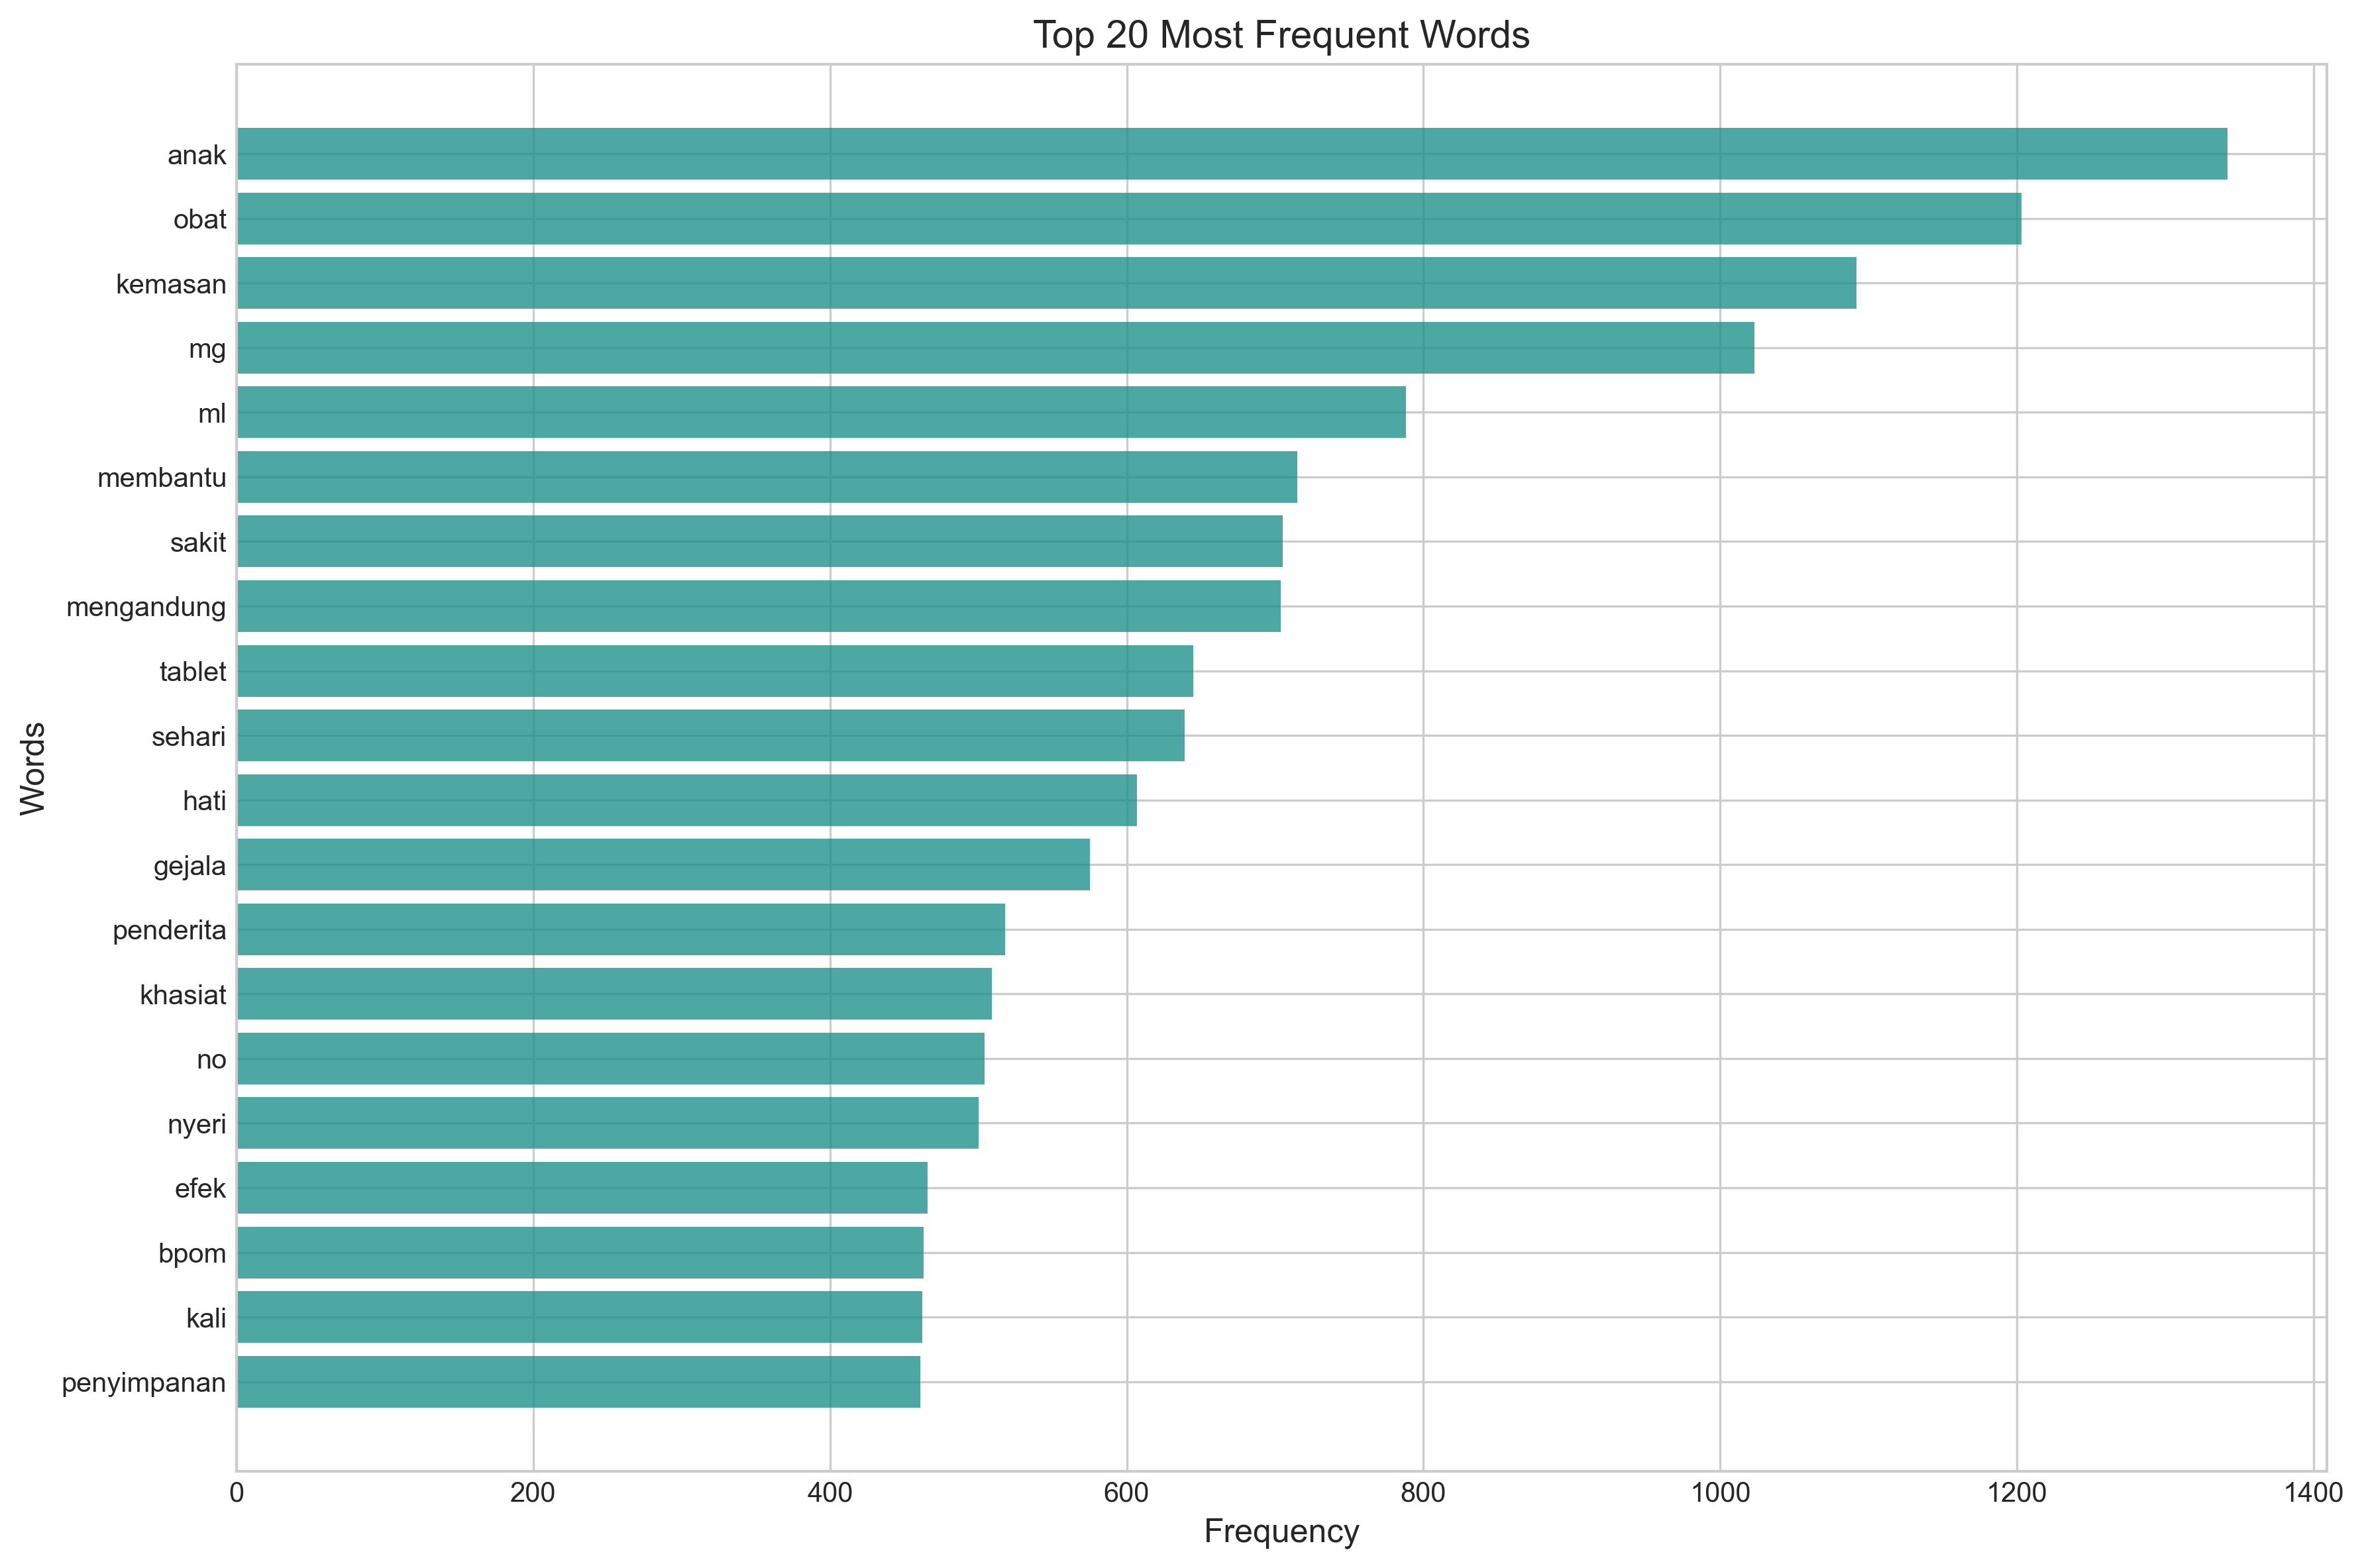 Top 20 Most Frequent Words
Words
anak
obat
kemasan
mg
ml
membantu
sakit
mengandung
tablet
sehari
hati
gejala
penderita
khasiat
no
nyeri
efek
bpom
kali
penyimpanan
0 200 400 600 800 1000 1200 1400
Frequency